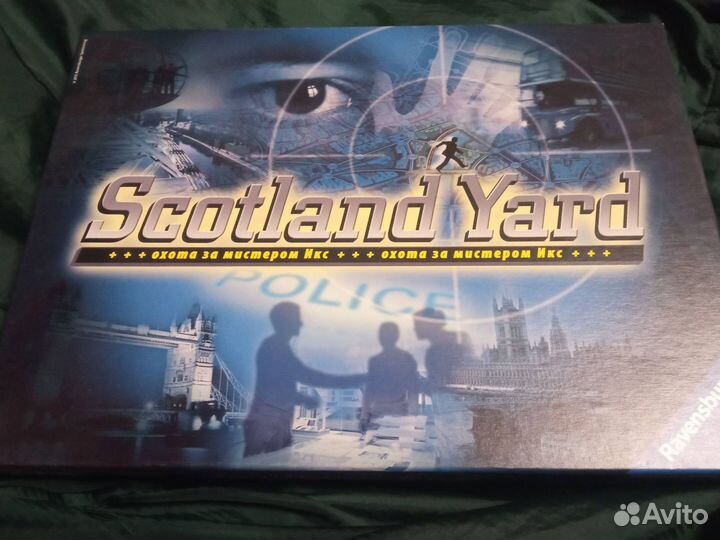 Scotland Yard
+ + + охота за мистером Икс + + + охота за мистером Икс + + +
POLICE
Ravensbu
Avito